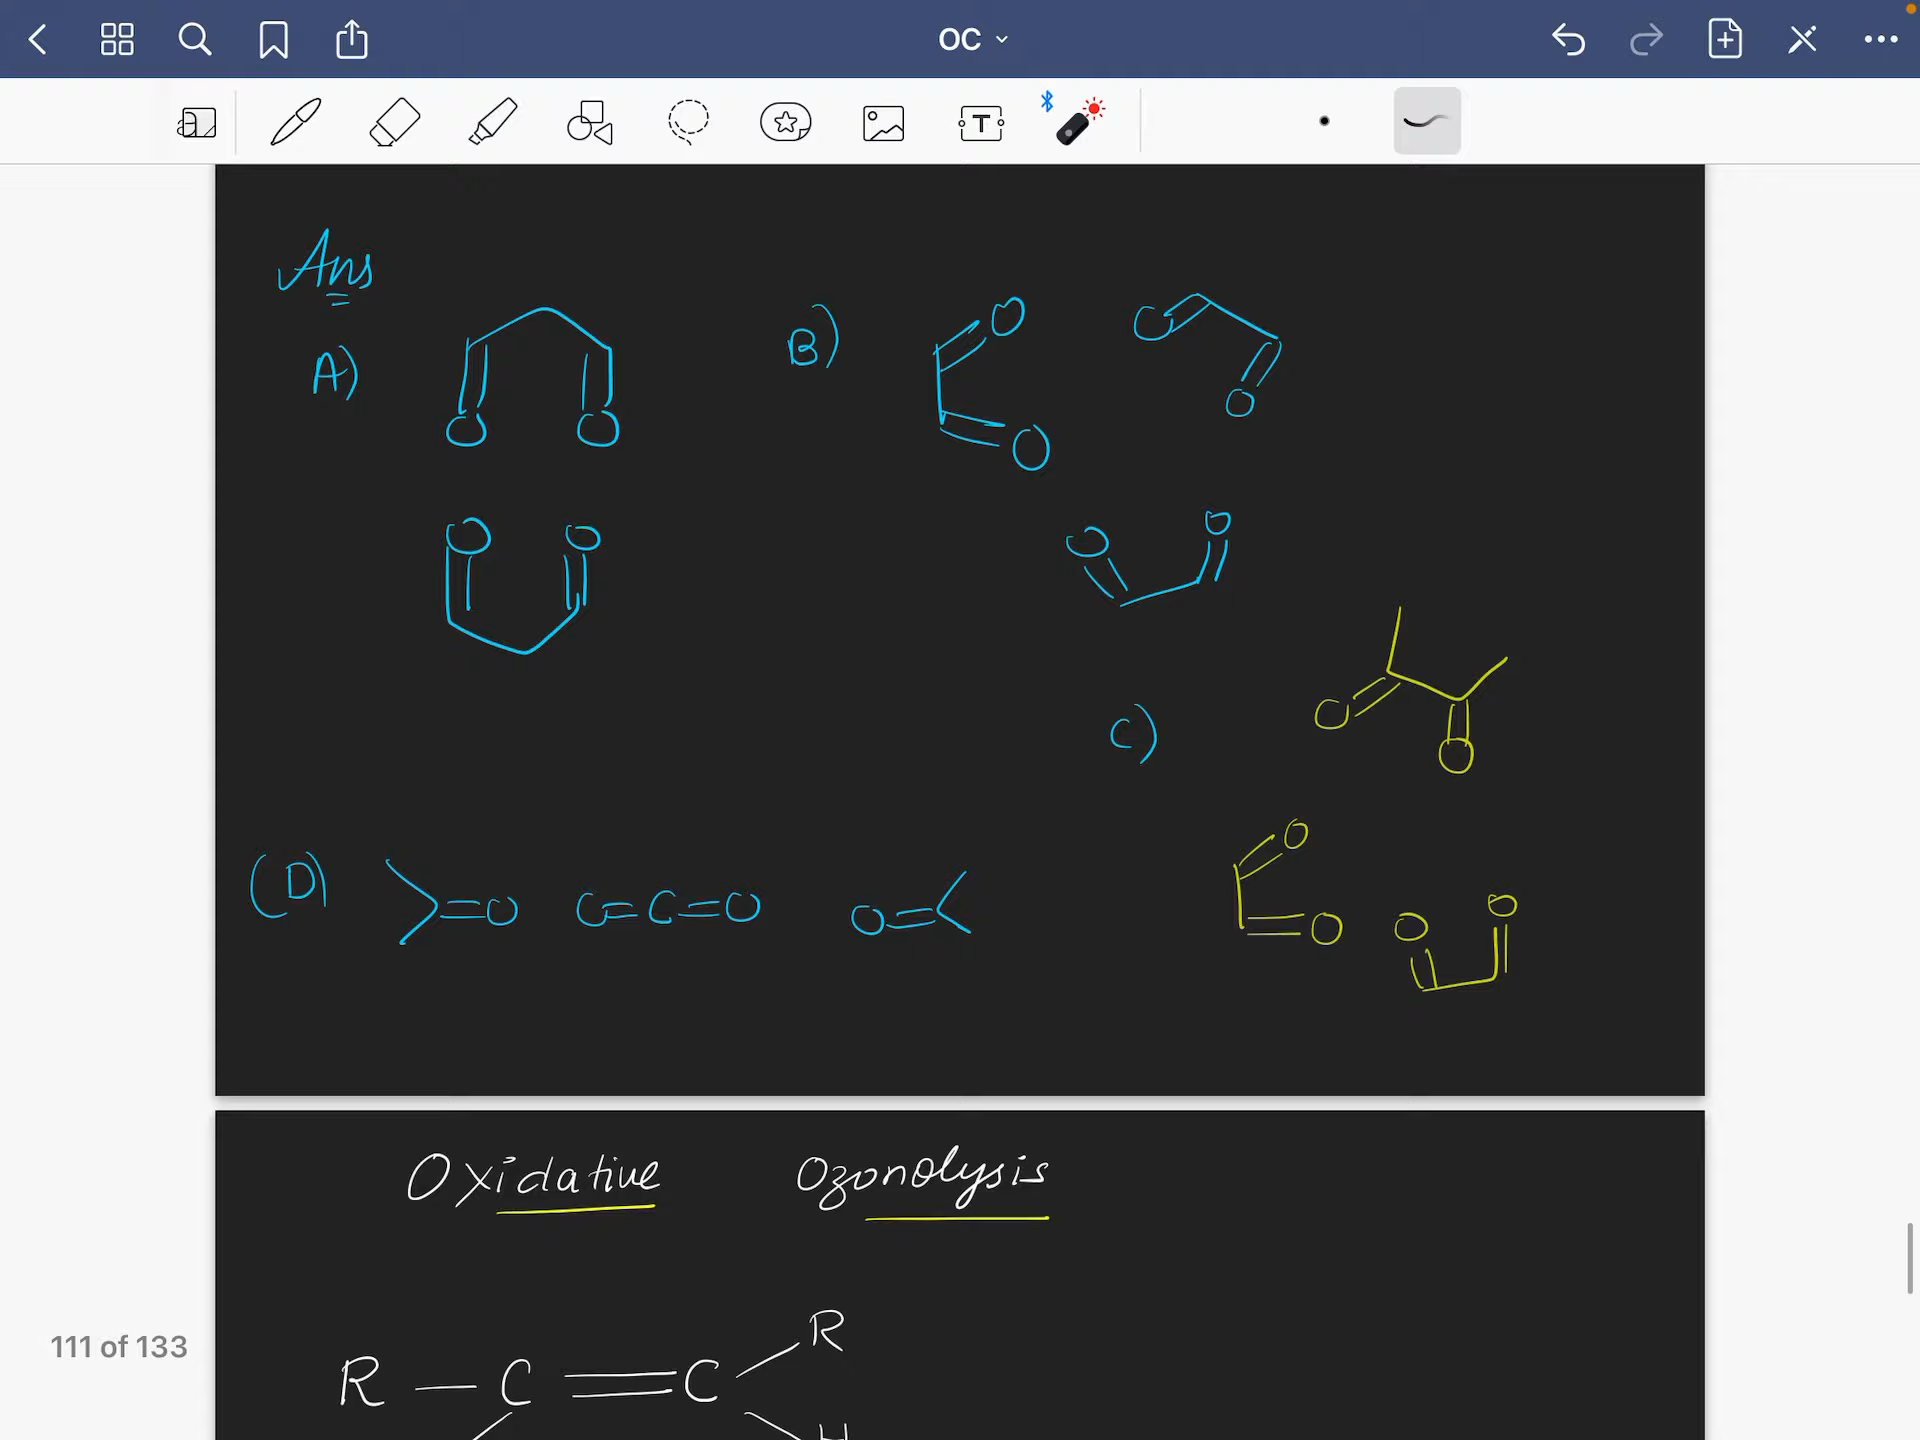 OC
T
Ans
A)
B)
O
O
O
O
O
O
O
O
O
O
C)
O
O
(D)
=O O=C=O O=
O
O
O
O
Oxidative Ozonolysis
R
R — C = C
H
111 of 133